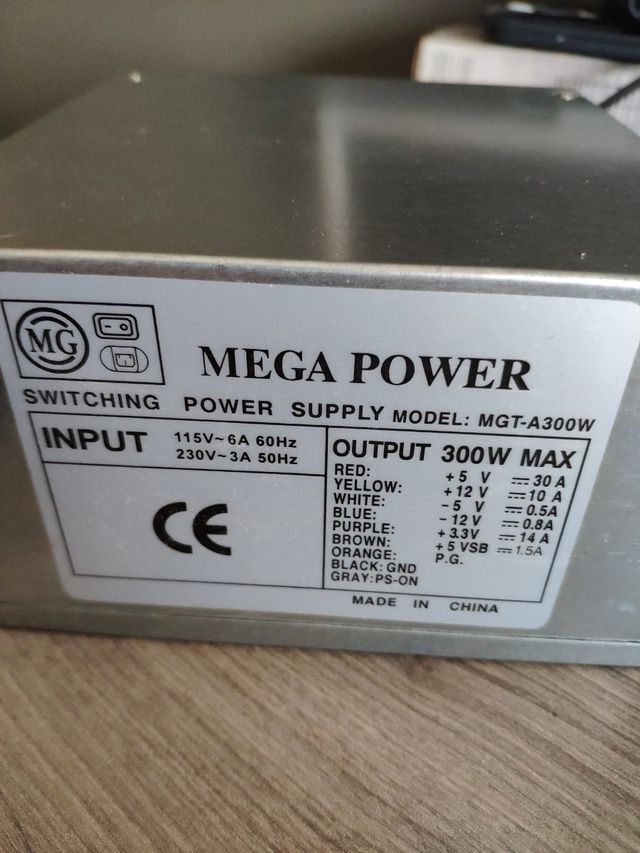 MG
MEGA POWER
SWITCHING POWER SUPPLY MODEL: MGT-A300W
INPUT 115V~6A 60Hz
230V~3A 50Hz
CE
OUTPUT 300W MAX
RED: +5 V ⎓ 30 A
YELLOW: +12 V ⎓ 10 A
WHITE: -5 V ⎓ 0.5A
BLUE: -12 V ⎓ 0.8A
PURPLE: +3.3V ⎓ 14 A
BROWN: +5 VSB ⎓ 1.5A
ORANGE: P.G.
BLACK: GND
GRAY:PS-ON
MADE IN CHINA